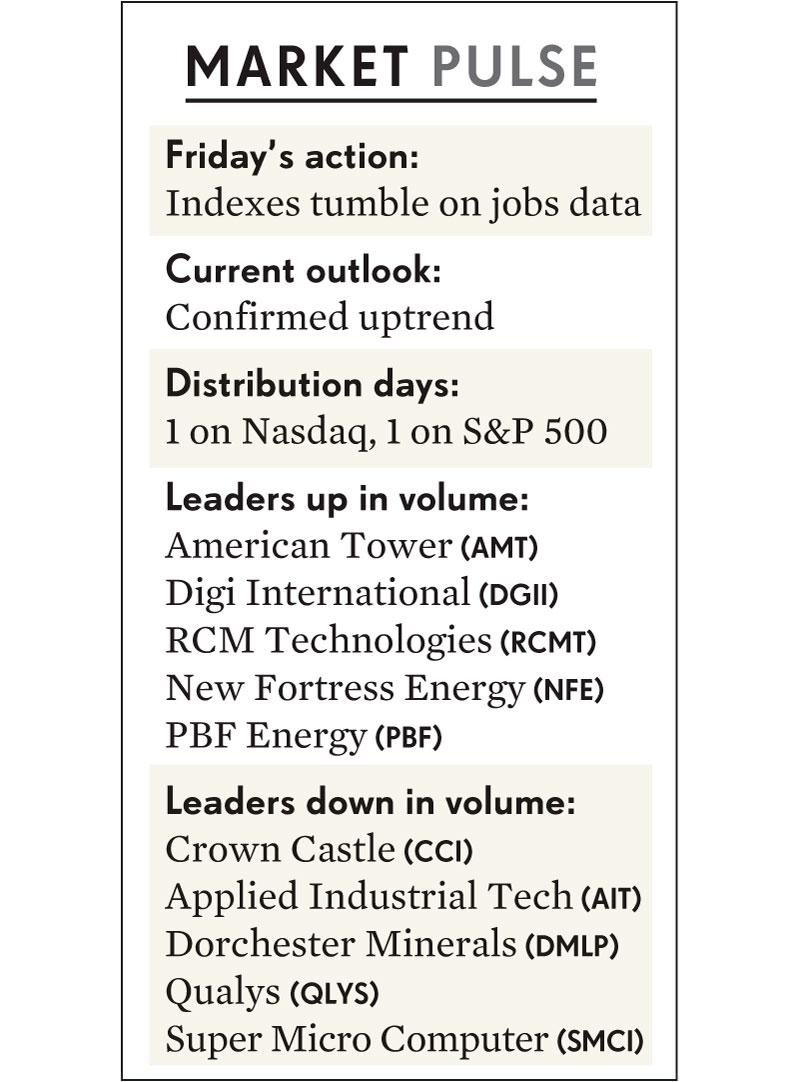 MARKET PULSE
Friday’s action:
Indexes tumble on jobs data
Current outlook:
Confirmed uptrend
Distribution days:
1 on Nasdaq, 1 on S&P 500
Leaders up in volume:
American Tower (AMT)
Digi International (DGII)
RCM Technologies (RCMT)
New Fortress Energy (NFE)
PBF Energy (PBF)
Leaders down in volume:
Crown Castle (CCI)
Applied Industrial Tech (AIT)
Dorchester Minerals (DMLP)
Qualys (QLYS)
Super Micro Computer (SMCI)